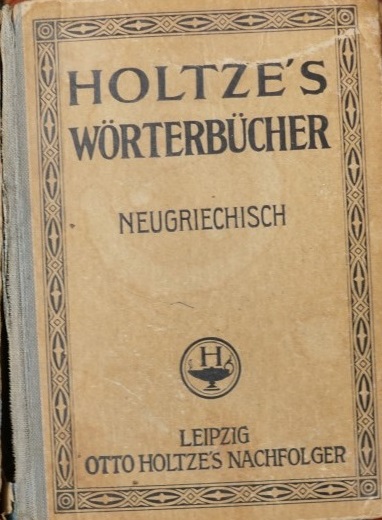 HOLTZE'S
WÖRTERBÜCHER
NEUGRIECHISCH
H
LEIPZIG
OTTO HOLTZE'S NACHFOLGER